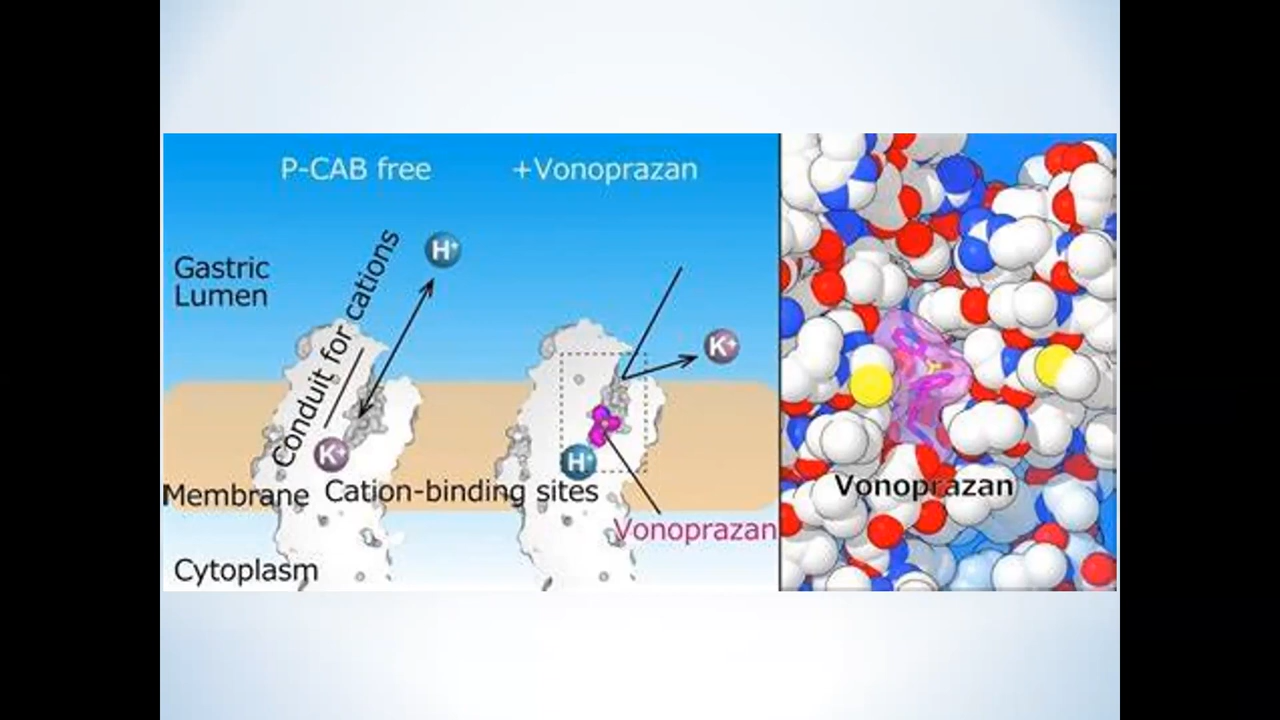 P-CAB free
+Vonoprazan
Gastric
Lumen
Conduit for cations
H+
K+
K+
H+
Membrane
Cation-binding sites
Vonoprazan
Cytoplasm
Vonoprazan